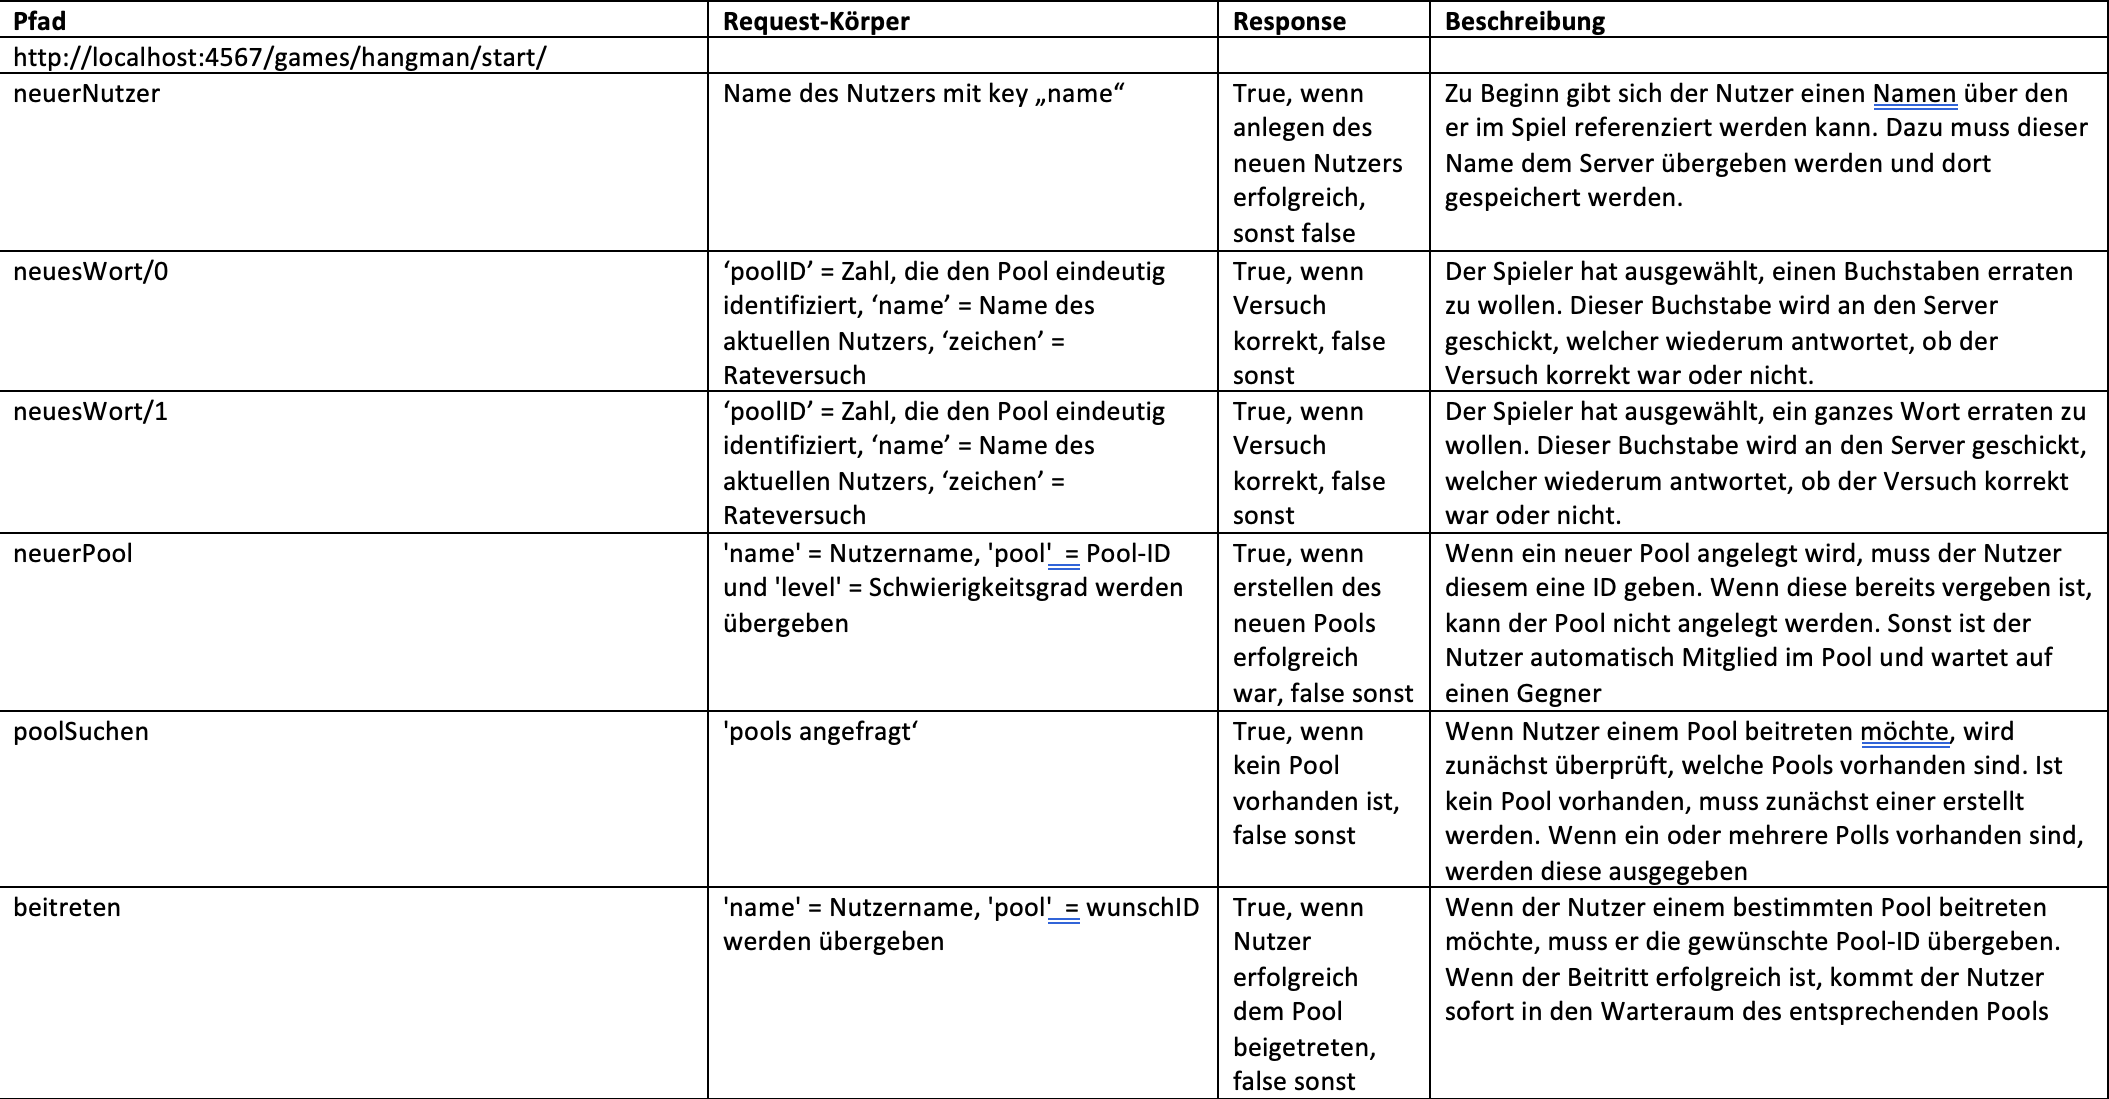 Pfad
Request-Körper
Response
Beschreibung
http://localhost:4567/games/hangman/start/
neuerNutzer
Name des Nutzers mit key „name“
True, wenn
anlegen des
neuen Nutzers
erfolgreich,
sonst false
Zu Beginn gibt sich der Nutzer einen Namen über den
er im Spiel referenziert werden kann. Dazu muss dieser
Name dem Server übergeben werden und dort
gespeichert werden.
neuesWort/0
‘poolID’ = Zahl, die den Pool eindeutig
identifiziert, ‘name’ = Name des
aktuellen Nutzers, ‘zeichen’ =
Rateversuch
True, wenn
Versuch
korrekt, false
sonst
Der Spieler hat ausgewählt, einen Buchstaben erraten
zu wollen. Dieser Buchstabe wird an den Server
geschickt, welcher wiederum antwortet, ob der
Versuch korrekt war oder nicht.
neuesWort/1
‘poolID’ = Zahl, die den Pool eindeutig
identifiziert, ‘name’ = Name des
aktuellen Nutzers, ‘zeichen’ =
Rateversuch
True, wenn
Versuch
korrekt, false
sonst
Der Spieler hat ausgewählt, ein ganzes Wort erraten zu
wollen. Dieser Buchstabe wird an den Server geschickt,
welcher wiederum antwortet, ob der Versuch korrekt
war oder nicht.
neuerPool
'name' = Nutzername, 'pool'  = Pool-ID
und 'level' = Schwierigkeitsgrad werden
übergeben
True, wenn
erstellen des
neuen Pools
erfolgreich
war, false sonst
Wenn ein neuer Pool angelegt wird, muss der Nutzer
diesem eine ID geben. Wenn diese bereits vergeben ist,
kann der Pool nicht angelegt werden. Sonst ist der
Nutzer automatisch Mitglied im Pool und wartet auf
einen Gegner
poolSuchen
'pools angefragt‘
True, wenn
kein Pool
vorhanden ist,
false sonst
Wenn Nutzer einem Pool beitreten möchte, wird
zunächst überprüft, welche Pools vorhanden sind. Ist
kein Pool vorhanden, muss zunächst einer erstellt
werden. Wenn ein oder mehrere Polls vorhanden sind,
werden diese ausgegeben
beitreten
'name' = Nutzername, 'pool'  = wunschID
werden übergeben
True, wenn
Nutzer
erfolgreich
dem Pool
beigetreten,
false sonst
Wenn der Nutzer einem bestimmten Pool beitreten
möchte, muss er die gewünschte Pool-ID übergeben.
Wenn der Beitritt erfolgreich ist, kommt der Nutzer
sofort in den Warteraum des entsprechenden Pools